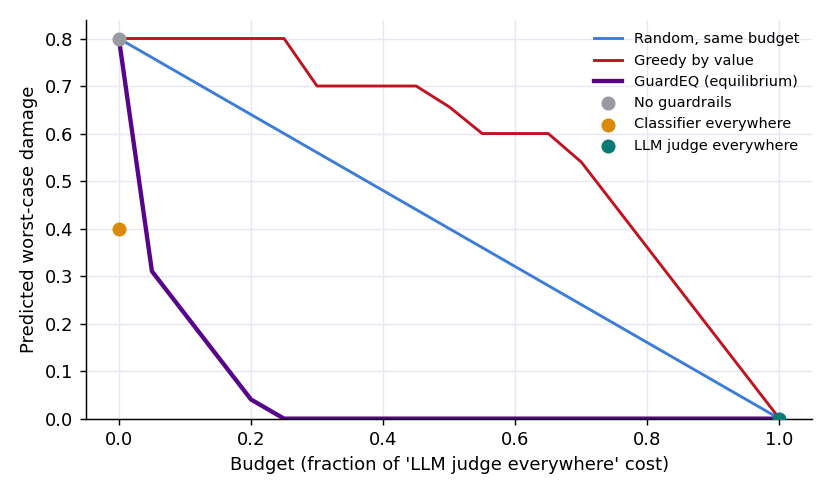 Random, same budget
Greedy by value
GuardEQ (equilibrium)
No guardrails
Classifier everywhere
LLM judge everywhere
Predicted worst-case damage
0.8
0.7
0.6
0.5
0.4
0.3
0.2
0.1
0.0
0.0 0.2 0.4 0.6 0.8 1.0
Budget (fraction of 'LLM judge everywhere' cost)